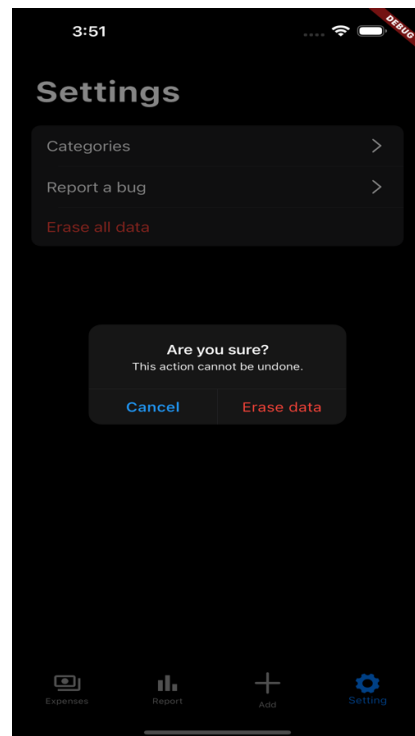 3:51
DEBUG
Settings
Categories
Report a bug
Erase all data
Are you sure?
This action cannot be undone.
Cancel Erase data
Expenses Report Add Setting